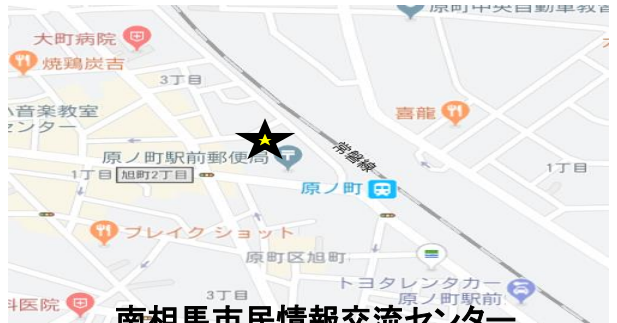 原町中央自動車教習
大町病院
焼鶏炭吉
3丁目
音楽教室
センター
喜龍
常磐線
原ノ町駅前郵便局
1丁目
旭町2丁目
1丁目
原ノ町
ブレイクショット
原町区旭町
トヨタレンタカー
原ノ町駅前
3丁目
科医院
南相馬市民情報交流センター